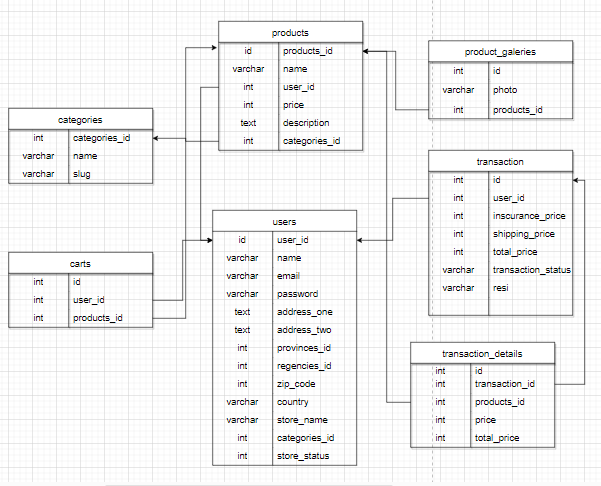 products
id products_id
varchar name
int user_id
int price
text description
int categories_id
product_galeries
int id
varchar photo
int products_id
categories
int categories_id
varchar name
varchar slug
transaction
int id
int user_id
int inscurance_price
int shipping_price
int total_price
varchar transaction_status
varchar resi
users
id user_id
varchar name
varchar email
varchar password
text address_one
text address_two
int provinces_id
int regencies_id
int zip_code
varchar country
varchar store_name
int categories_id
int store_status
carts
int id
int user_id
int products_id
transaction_details
int id
int transaction_id
int products_id
int price
int total_price